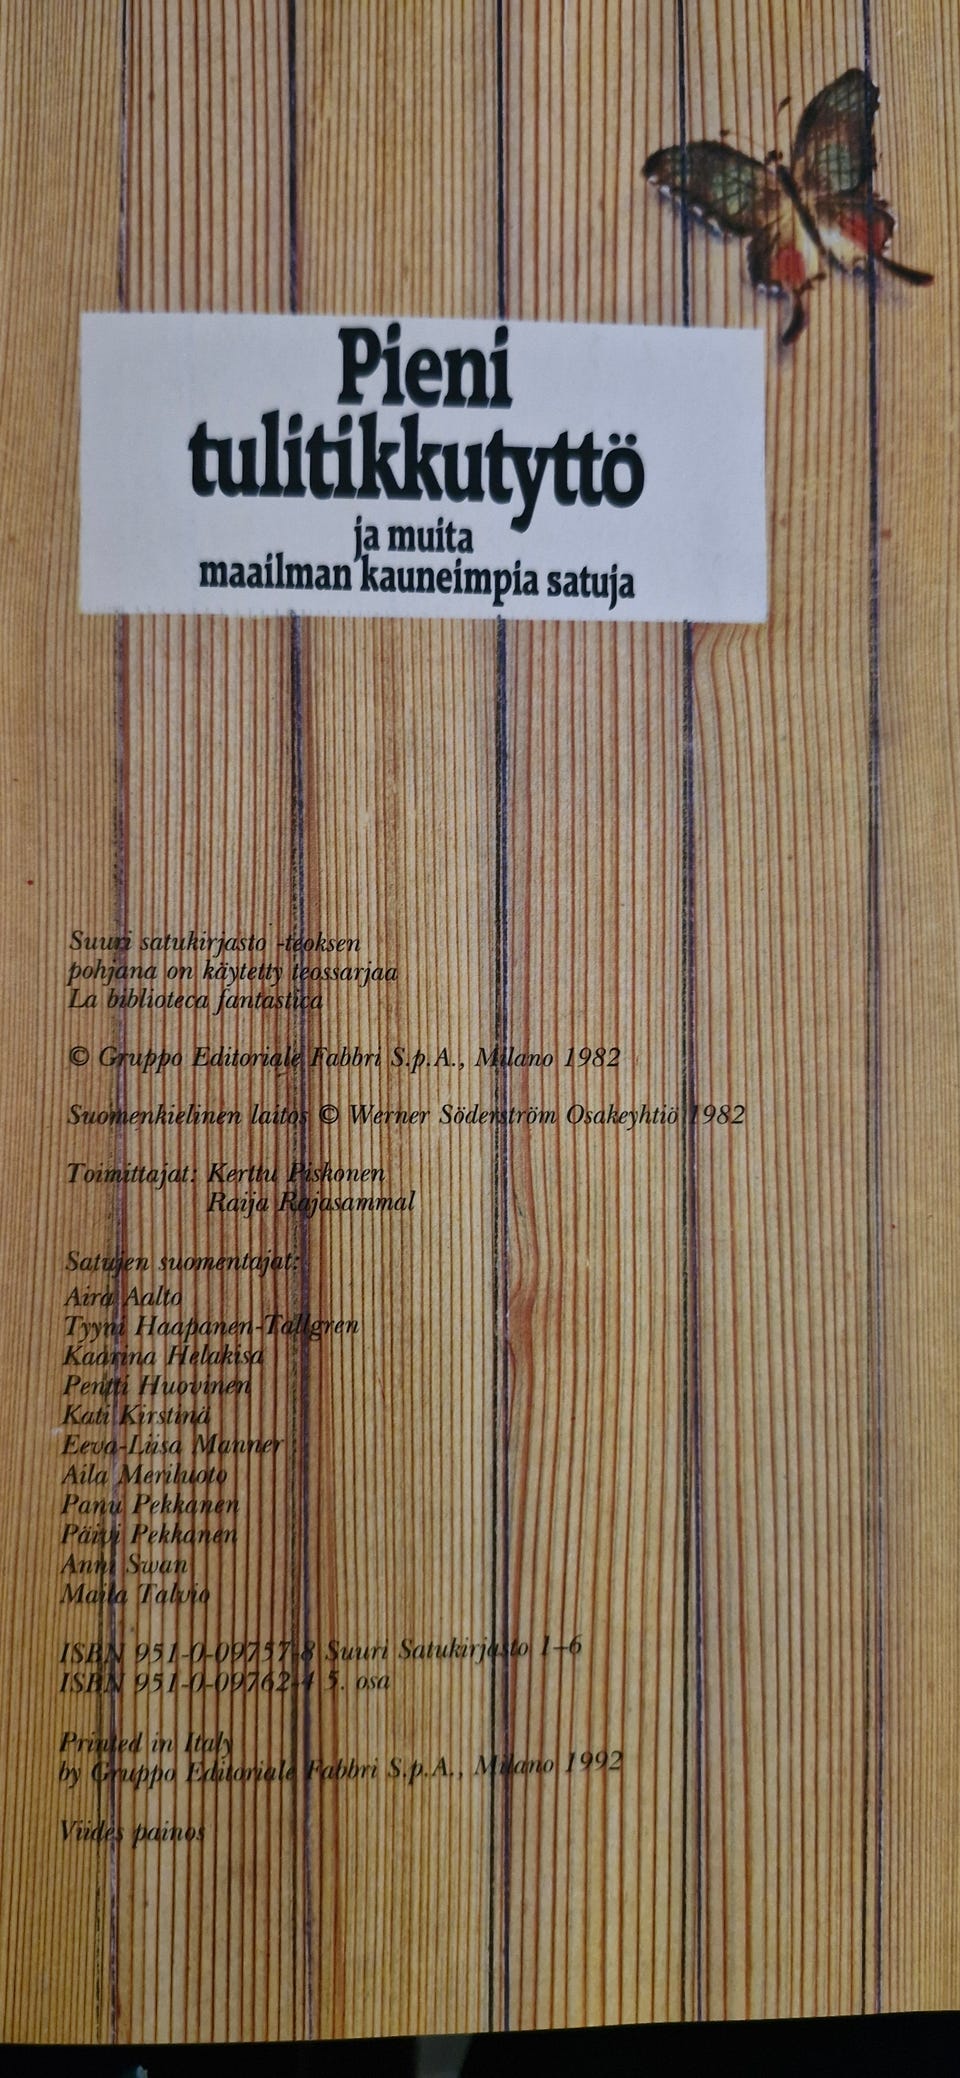 Pieni
tulitikkutyttö
ja muita
maailman kauneimpia satuja
Suuri satukirjasto -teoksen
pohjana on käytetty teossarjaa
La biblioteca fantastica
© Gruppo Editoriale Fabbri S.p.A., Milano 1982
Suomenkielinen laitos © Werner Söderström Osakeyhtiö 1982
Toimittajat: Kerttu Piskonen
Raija Rajasammal
Satujen suomentajat:
Aira Aalto
Tyyni Haapanen-Tallgren
Kaarina Helakisa
Pentti Huovinen
Kati Kirstinä
Eeva-Liisa Manner
Aila Meriluoto
Panu Pekkanen
Päivi Pekkanen
Anni Swan
Maila Talvio
ISBN 951-0-09757-8 Suuri Satukirjasto 1–6
ISBN 951-0-09762-4 5. osa
Printed in Italy
by Gruppo Editoriale Fabbri S.p.A., Milano 1992
Viides painos